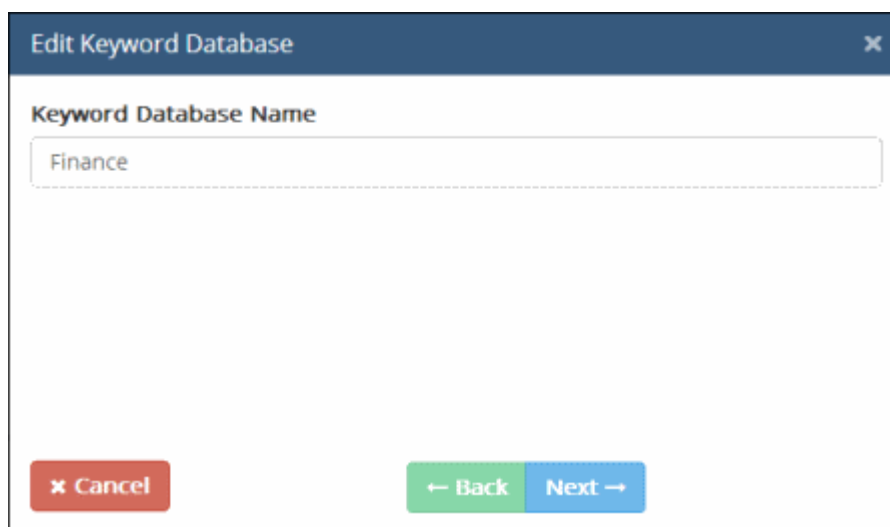 Edit Keyword Database ×
Keyword Database Name
Finance
× Cancel
← Back
Next →